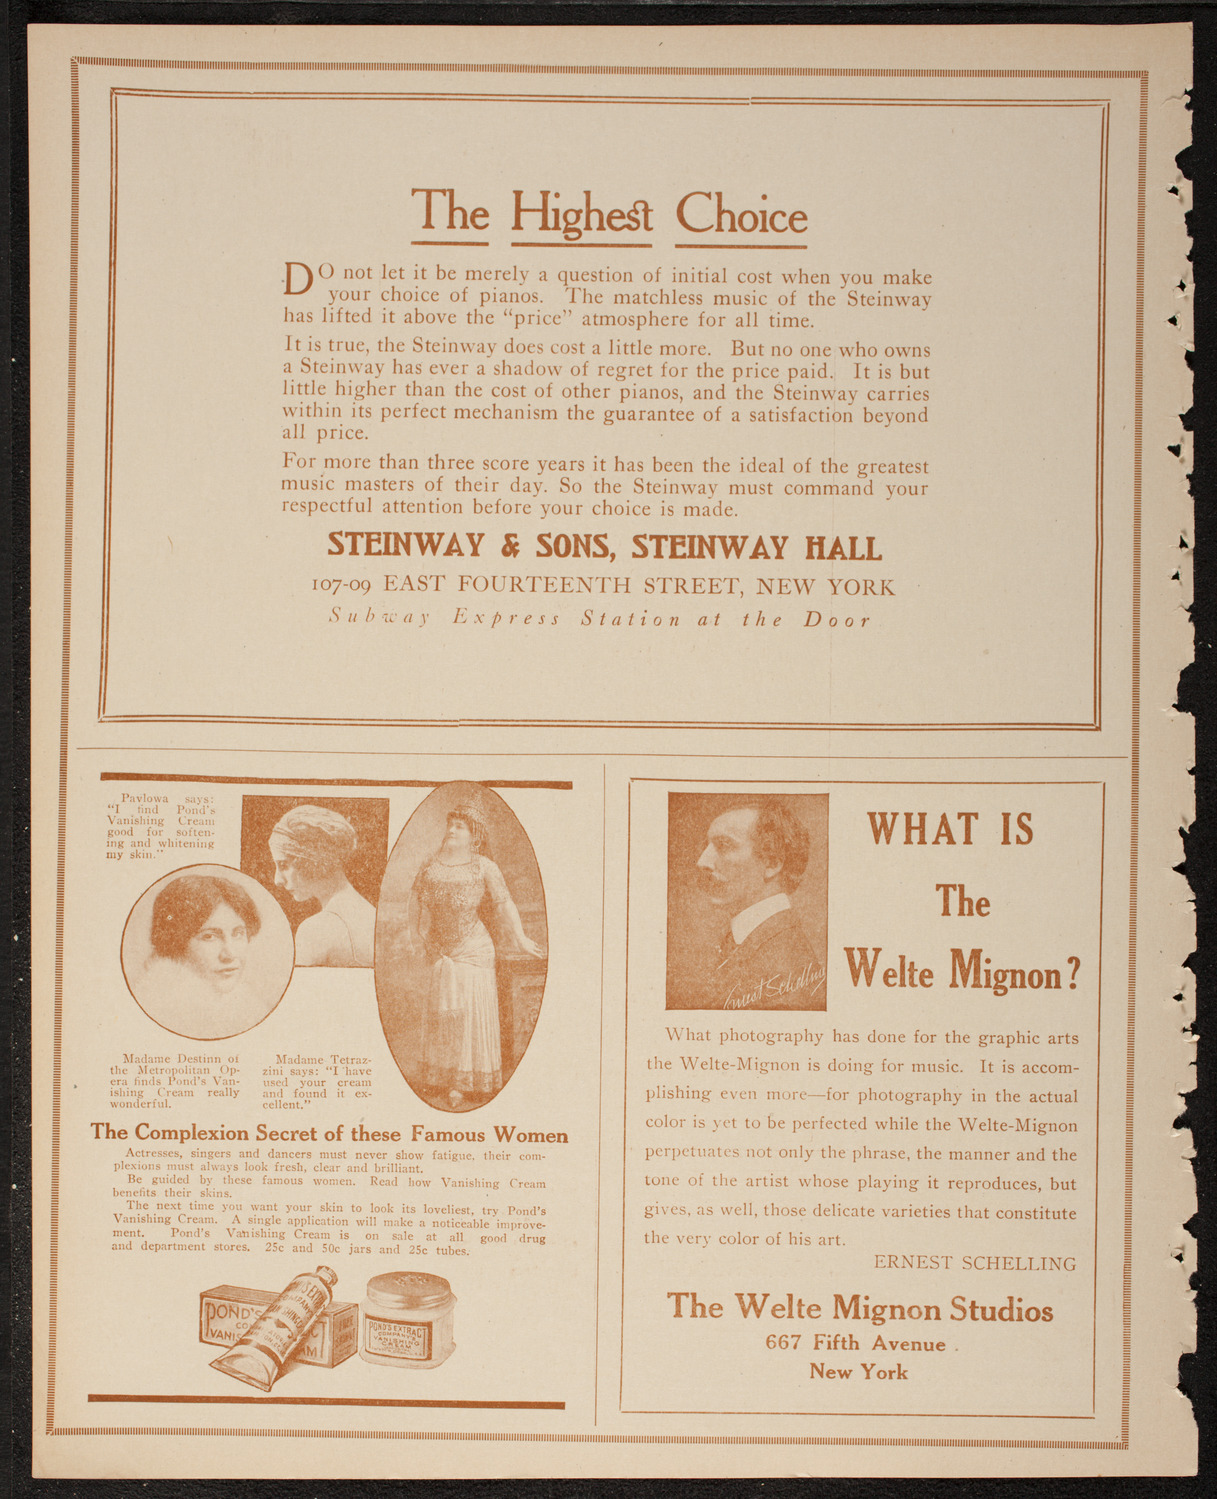 The Highest Choice
DO not let it be merely a question of initial cost when you make
your choice of pianos. The matchless music of the Steinway
has lifted it above the "price" atmosphere for all time.
It is true, the Steinway does cost a little more. But no one who owns
a Steinway has ever a shadow of regret for the price paid. It is but
little higher than the cost of other pianos, and the Steinway carries
within its perfect mechanism the guarantee of a satisfaction beyond
all price.
For more than three score years it has been the ideal of the greatest
music masters of their day. So the Steinway must command your
respectful attention before your choice is made.
STEINWAY & SONS, STEINWAY HALL
107-09 EAST FOURTEENTH STREET, NEW YORK
Subway Express Station at the Door
Pavlowa says:
"I find Pond's
Vanishing Cream
good for soften-
ing and whitening
my skin."
Madame Destinn of
the Metropolitan Op-
era finds Pond's Van-
ishing Cream really
wonderful.
Madame Tetraz-
zini says: "I have
used your cream
and found it ex-
cellent."
The Complexion Secret of these Famous Women
Actresses, singers and dancers must never show fatigue, their com-
plexions must always look fresh, clear and brilliant.
Be guided by these famous women. Read how Vanishing Cream
benefits their skins.
The next time you want your skin to look its loveliest, try Pond's
Vanishing Cream. A single application will make a noticeable improve-
ment. Pond's Vanishing Cream is on sale at all good drug
and department stores. 25c and 50c jars and 25c tubes.
POND'S
CO
VANIS
POND'S EXTRACT
COMPANY'S
VANISHING
CREAM
Ernest Schelling
WHAT IS
The
Welte Mignon?
What photography has done for the graphic arts
the Welte-Mignon is doing for music. It is accom-
plishing even more—for photography in the actual
color is yet to be perfected while the Welte-Mignon
perpetuates not only the phrase, the manner and the
tone of the artist whose playing it reproduces, but
gives, as well, those delicate varieties that constitute
the very color of his art.
ERNEST SCHELLING
The Welte Mignon Studios
667 Fifth Avenue
New York